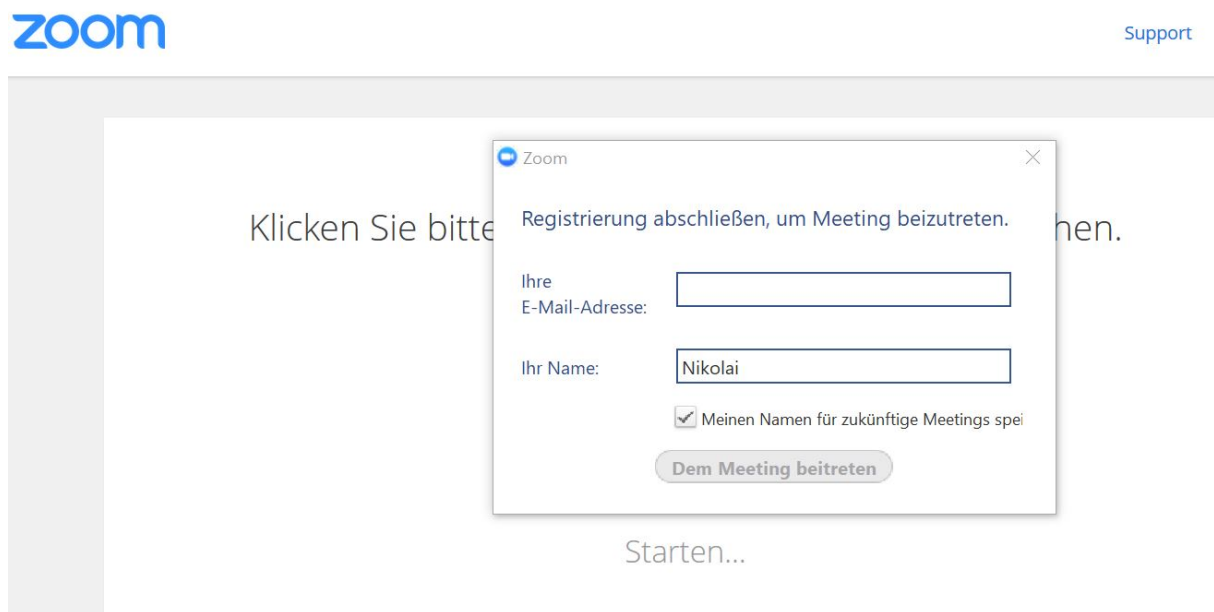 zoom
Support
Zoom
Klicken Sie bitte
hen.
Registrierung abschließen, um Meeting beizutreten.
Ihre
E-Mail-Adresse:
Ihr Name:
Nikolai
Meinen Namen für zukünftige Meetings spei
Dem Meeting beitreten
Starten...